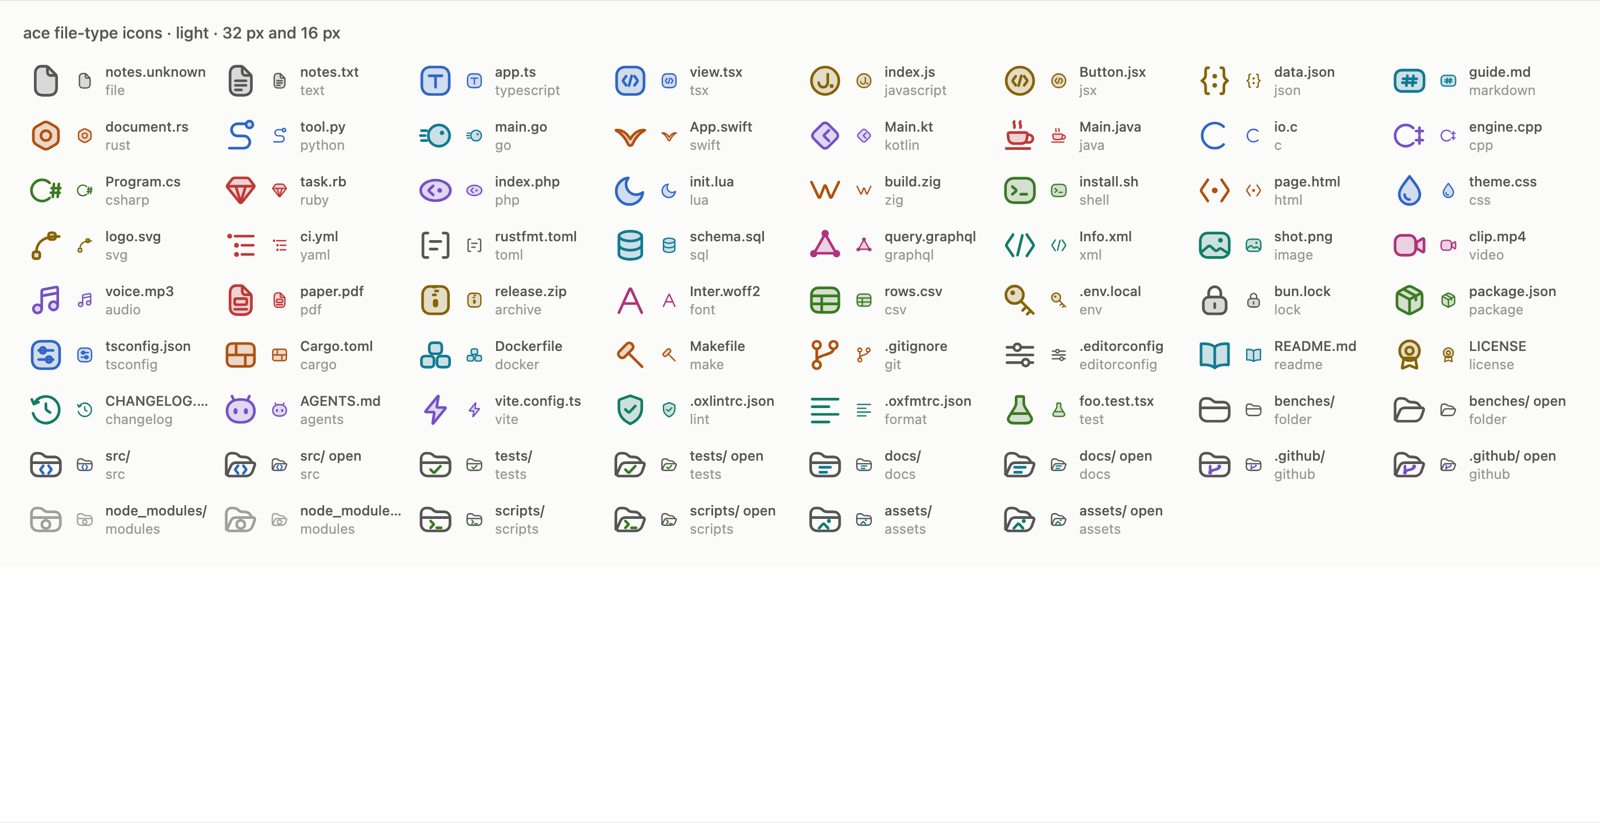 ace file-type icons · light · 32 px and 16 px
notes.unknown
file
notes.txt
text
app.ts
typescript
view.tsx
tsx
index.js
javascript
Button.jsx
jsx
data.json
json
guide.md
markdown
document.rs
rust
tool.py
python
main.go
go
App.swift
swift
Main.kt
kotlin
Main.java
java
io.c
c
engine.cpp
cpp
Program.cs
csharp
task.rb
ruby
index.php
php
init.lua
lua
build.zig
zig
install.sh
shell
page.html
html
theme.css
css
logo.svg
svg
ci.yml
yaml
rustfmt.toml
toml
schema.sql
sql
query.graphql
graphql
Info.xml
xml
shot.png
image
clip.mp4
video
voice.mp3
audio
paper.pdf
pdf
release.zip
archive
Inter.woff2
font
rows.csv
csv
.env.local
env
bun.lock
lock
package.json
package
tsconfig.json
tsconfig
Cargo.toml
cargo
Dockerfile
docker
Makefile
make
.gitignore
git
.editorconfig
editorconfig
README.md
readme
LICENSE
license
CHANGELOG....
changelog
AGENTS.md
agents
vite.config.ts
vite
.oxlintrc.json
lint
.oxfmtrc.json
format
foo.test.tsx
test
benches/
folder
benches/ open
folder
src/
src
src/ open
src
tests/
tests
tests/ open
tests
docs/
docs
docs/ open
docs
.github/
github
.github/ open
github
node_modules/
modules
node_module...
modules
scripts/
scripts
scripts/ open
scripts
assets/
assets
assets/ open
assets